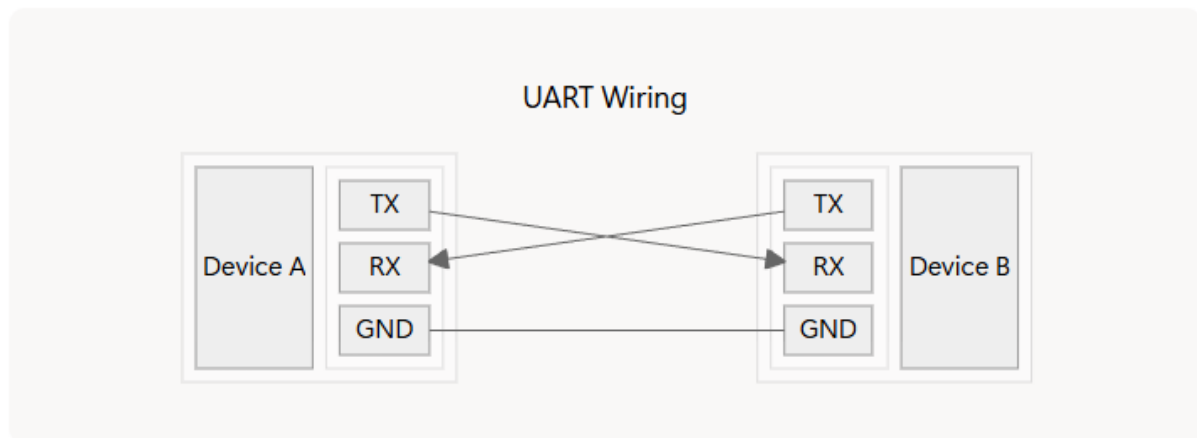 UART Wiring
Device A
TX
RX
GND
TX
RX
GND
Device B